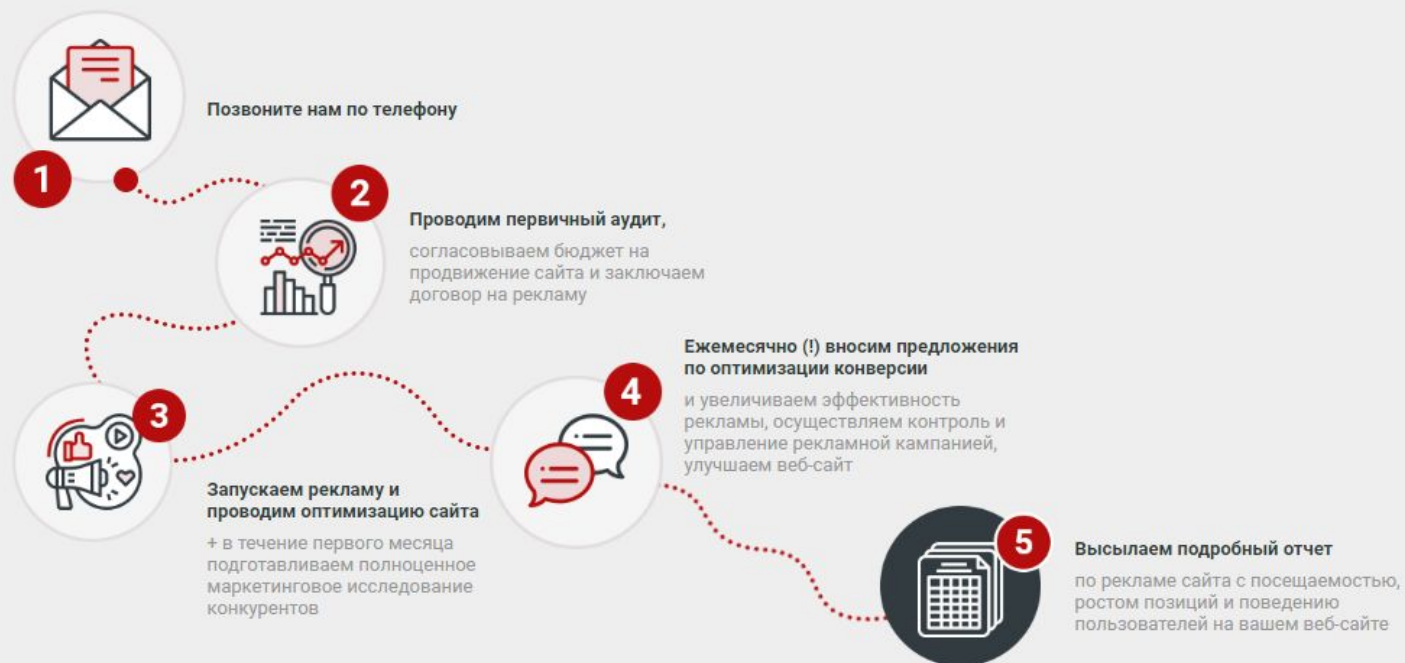 1
Позвоните нам по телефону
2
Проводим первичный аудит,
согласовываем бюджет на
продвижение сайта и заключаем
договор на рекламу
3
Запускаем рекламу и
проводим оптимизацию сайта
+ в течение первого месяца
подготавливаем полноценное
маркетинговое исследование
конкурентов
4
Ежемесячно (!) вносим предложения
по оптимизации конверсии
и увеличиваем эффективность
рекламы, осуществляем контроль и
управление рекламной кампанией,
улучшаем веб-сайт
5
Высылаем подробный отчет
по рекламе сайта с посещаемостью,
ростом позиций и поведению
пользователей на вашем веб-сайте